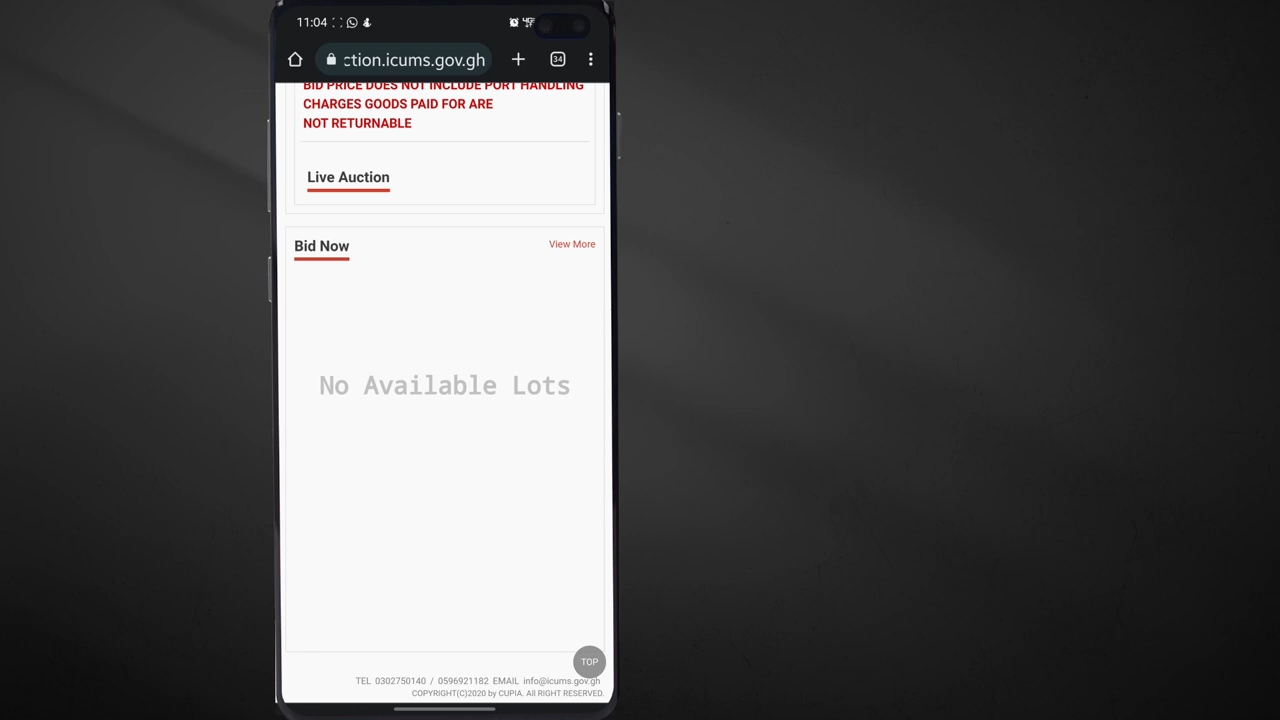 11:04
ction.icums.gov.gh
34
BID PRICE DOES NOT INCLUDE PORT HANDLING
CHARGES GOODS PAID FOR ARE
NOT RETURNABLE
Live Auction
Bid Now
View More
No Available Lots
TOP
TEL 0302750140 / 0596921182 EMAIL info@icums.gov.gh
COPYRIGHT(C)2020 by CUPIA. All RIGHT RESERVED.